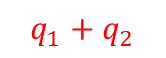 q₁ + q₂